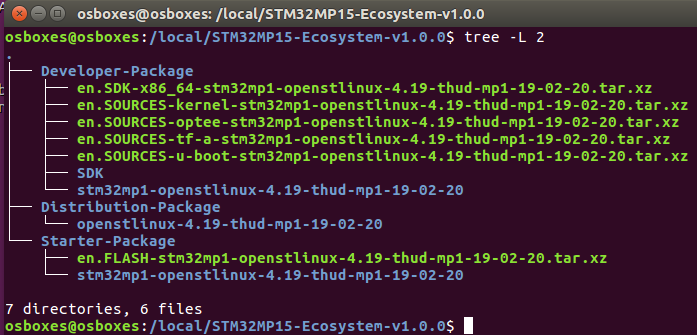 osboxes@osboxes: /local/STM32MP15-Ecosystem-v1.0.0
osboxes@osboxes:/local/STM32MP15-Ecosystem-v1.0.0$ tree -L 2
.
├── Developer-Package
│   ├── en.SDK-x86_64-stm32mp1-openstlinux-4.19-thud-mp1-19-02-20.tar.xz
│   ├── en.SOURCES-kernel-stm32mp1-openstlinux-4.19-thud-mp1-19-02-20.tar.xz
│   ├── en.SOURCES-optee-stm32mp1-openstlinux-4.19-thud-mp1-19-02-20.tar.xz
│   ├── en.SOURCES-tf-a-stm32mp1-openstlinux-4.19-thud-mp1-19-02-20.tar.xz
│   ├── en.SOURCES-u-boot-stm32mp1-openstlinux-4.19-thud-mp1-19-02-20.tar.xz
│   ├── SDK
│   └── stm32mp1-openstlinux-4.19-thud-mp1-19-02-20
├── Distribution-Package
│   └── openstlinux-4.19-thud-mp1-19-02-20
└── Starter-Package
    ├── en.FLASH-stm32mp1-openstlinux-4.19-thud-mp1-19-02-20.tar.xz
    └── stm32mp1-openstlinux-4.19-thud-mp1-19-02-20
7 directories, 6 files
osboxes@osboxes:/local/STM32MP15-Ecosystem-v1.0.0$